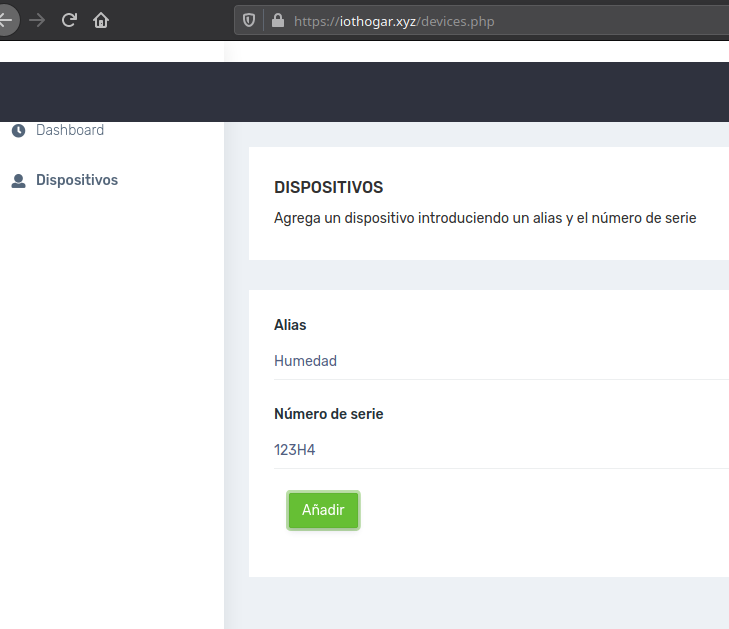 https://iothogar.xyz/devices.php
Dashboard
Dispositivos
DISPOSITIVOS
Agrega un dispositivo introduciendo un alias y el número de serie
Alias
Humedad
Número de serie
123H4
Añadir